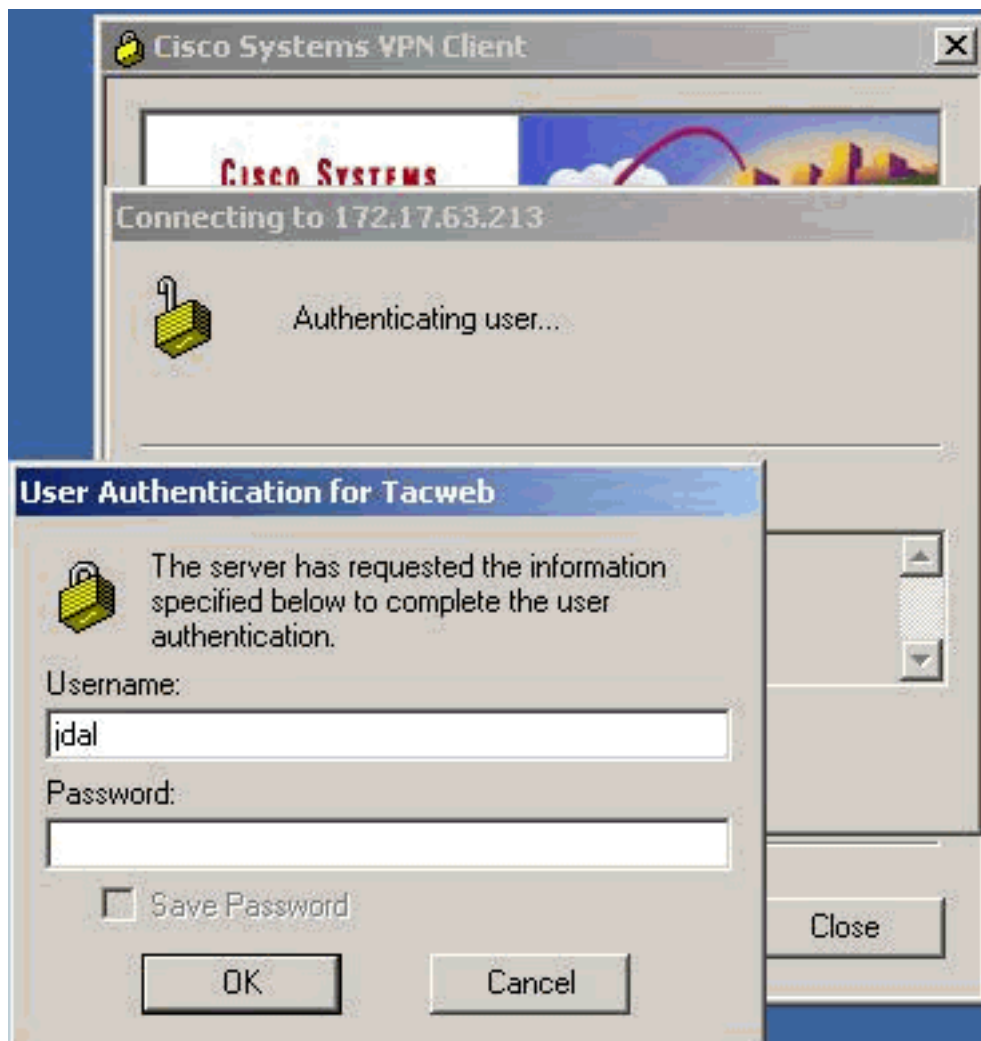 Cisco Systems VPN Client
CISCO SYSTEMS
Connecting to 172.17.63.213
Authenticating user...
User Authentication for Tacweb
The server has requested the information
specified below to complete the user
authentication.
Username:
jdal
Password:
Save Password
OK
Cancel
Close